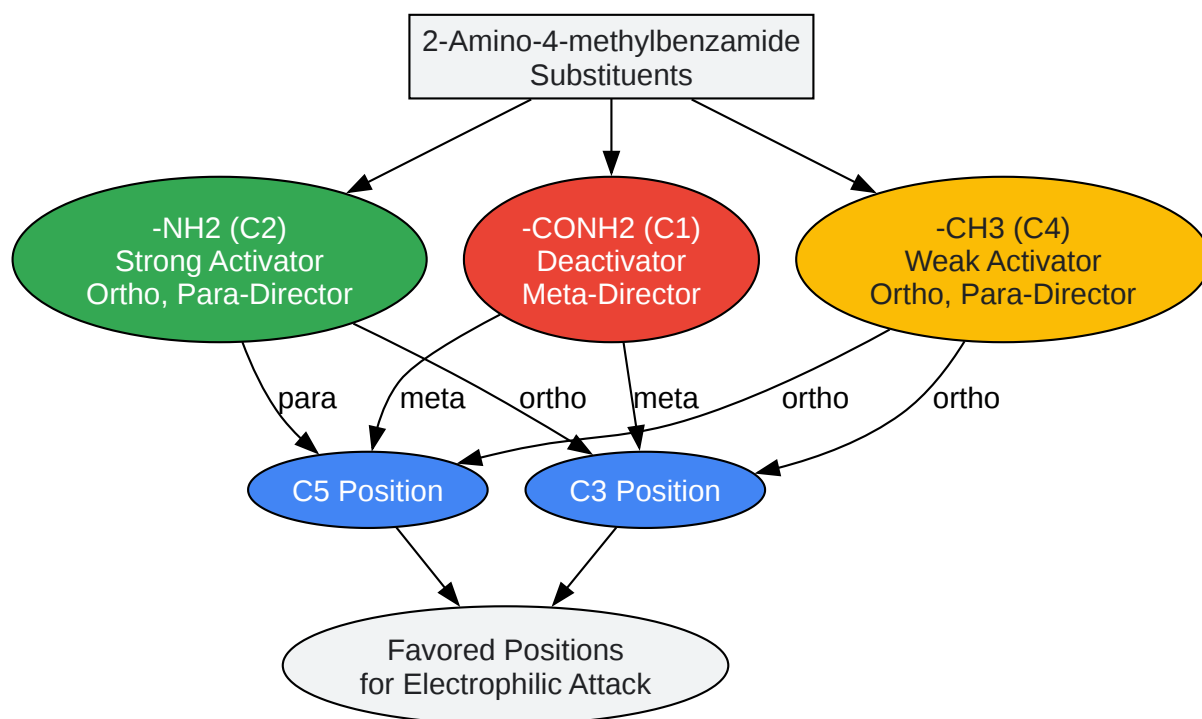 2-Amino-4-methylbenzamide
Substituents
-NH2 (C2)
Strong Activator
Ortho, Para-Director
-CONH2 (C1)
Deactivator
Meta-Director
-CH3 (C4)
Weak Activator
Ortho, Para-Director
para
meta
ortho
meta
ortho
ortho
C5 Position
C3 Position
Favored Positions
for Electrophilic Attack